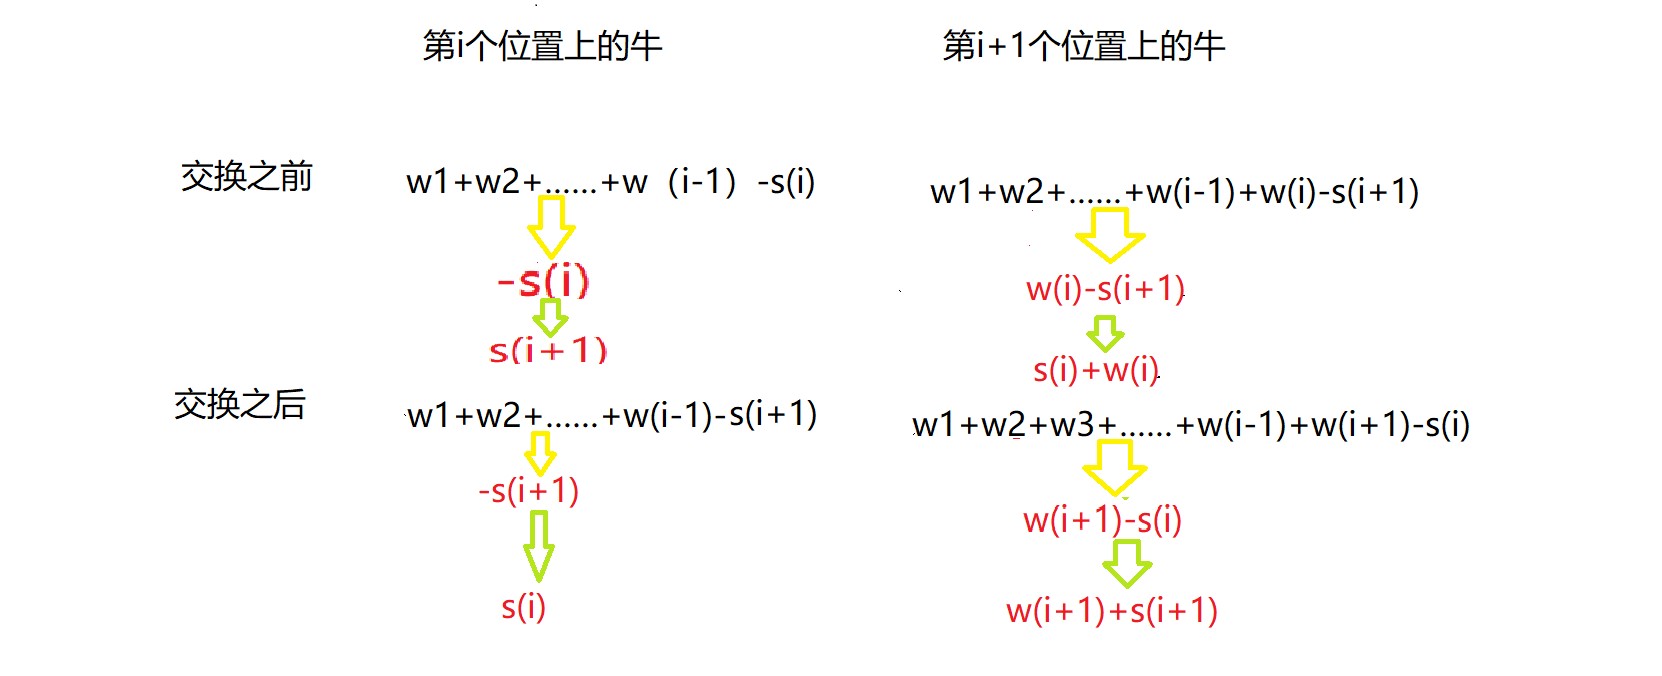 第i个位置上的牛 第i+1个位置上的牛
交换之前 w1+w2+......+w（i-1）-s(i) w1+w2+......+w(i-1)+w(i)-s(i+1)
-s(i) w(i)-s(i+1)
s(i+1) s(i)+w(i)
交换之后 w1+w2+......+w(i-1)-s(i+1) w1+w2+w3+......+w(i-1)+w(i+1)-s(i)
-s(i+1) w(i+1)-s(i)
s(i) w(i+1)+s(i+1)